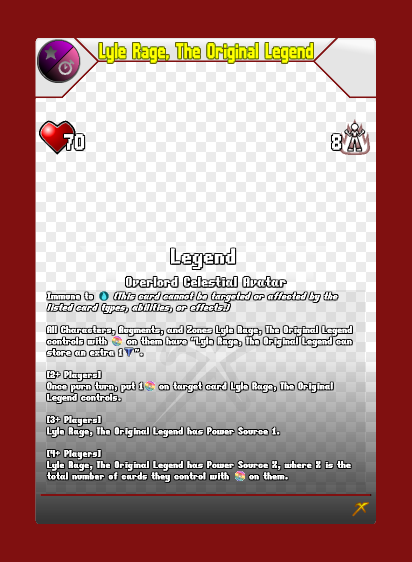 Lyle Rage, The Original Legend
70
8
Legend
Overlord Celestial Avatar
Immune to (This card cannot be targeted or affected by the
listed card types, abilities, or effects!)
All Characters, Augments, and Zones Lyle Rage, The Original Legend
controls with on them have "Lyle Rage, The Original Legend can
store an extra 1 ".
[2+ Players]
Once purn turn, put 1 on target card Lyle Rage, The Original
Legend controls.
[3+ Players]
Lyle Rage, The Original Legend has Power Source 1.
[4+ Players]
Lyle Rage, The Original Legend has Power Source X, where X is the
total number of cards they control with on them.